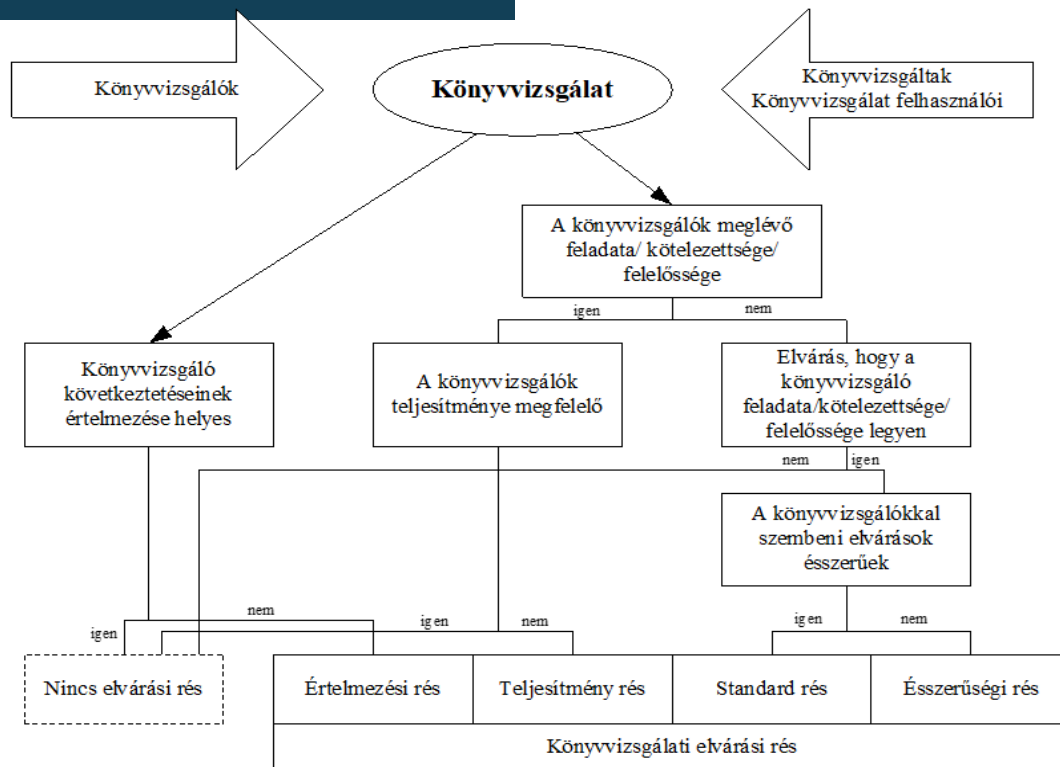 Könyvvizsgálók
Könyvvizsgálat
Könyvvizsgáltak
Könyvvizsgálat felhasználói
A könyvvizsgálók meglévő
feladata/ kötelezettsége/
felelőssége
igen
nem
Könyvvizsgáló
következtetéseinek
értelmezése helyes
A könyvvizsgálók
teljesítménye megfelelő
Elvárás, hogy a
könyvvizsgáló
feladata/kötelezettsége/
felelőssége legyen
nem
igen
A könyvvizsgálókkal
szembeni elvárások
ésszerűek
igen
nem
igen
nem
igen
nem
Nincs elvárási rés
Értelmezési rés
Teljesítmény rés
Standard rés
Ésszerűségi rés
Könyvvizsgálati elvárási rés